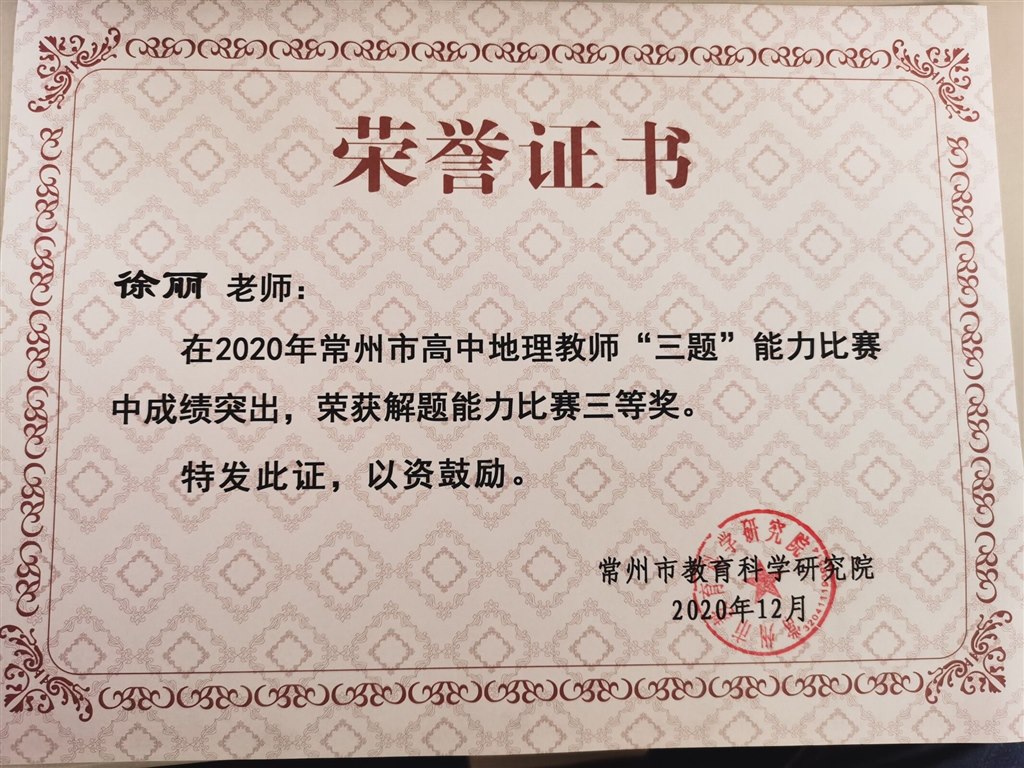 荣誉证书
徐丽 老师：
在2020年常州市高中地理教师“三题”能力比赛
中成绩突出，荣获解题能力比赛三等奖。
特发此证，以资鼓励。
常州市教育科学研究院
2020年12月